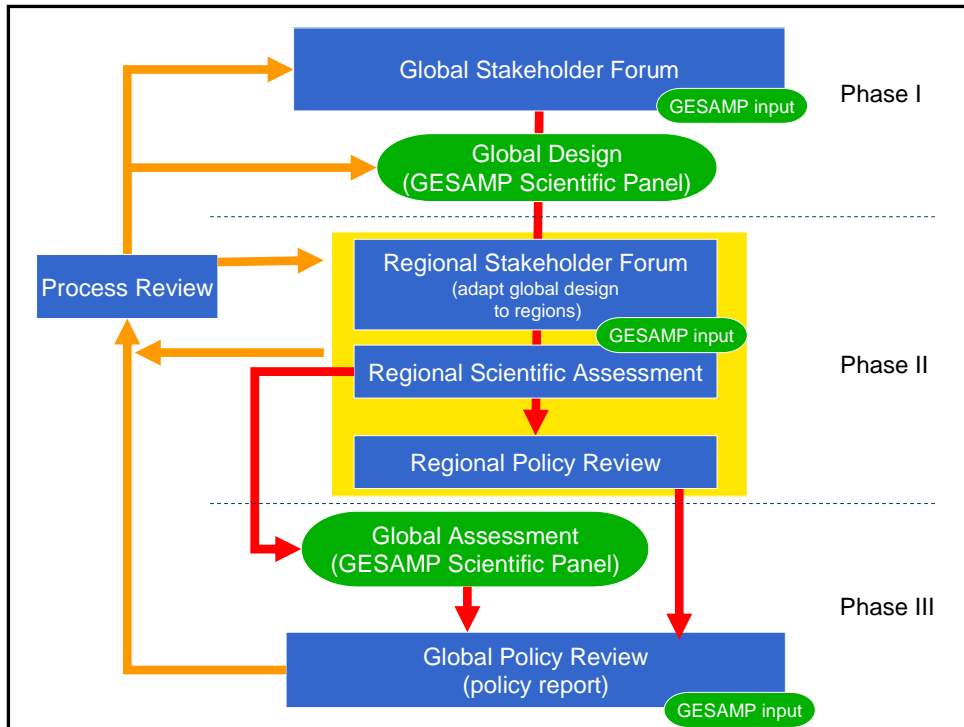 Global Stakeholder Forum
Phase I
GESAMP input
Global Design
(GESAMP Scientific Panel)
Process Review
Regional Stakeholder Forum
(adapt global design
to regions)
GESAMP input
Regional Scientific Assessment
Phase II
Regional Policy Review
Global Assessment
(GESAMP Scientific Panel)
Phase III
Global Policy Review
(policy report)
GESAMP input